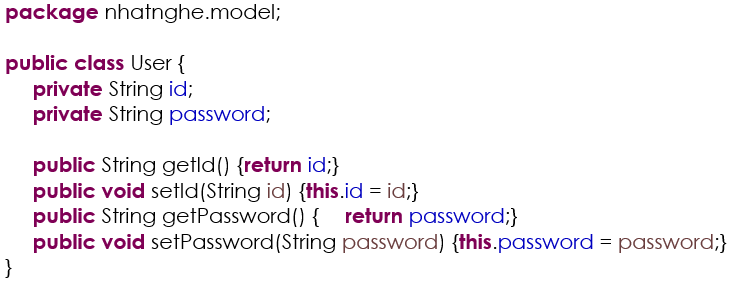 package nhatnghe.model;

public class User {
    private String id;
    private String password;

    public String getId() {return id;}
    public void setId(String id) {this.id = id;}
    public String getPassword() {    return password;}
    public void setPassword(String password) {this.password = password;}
}